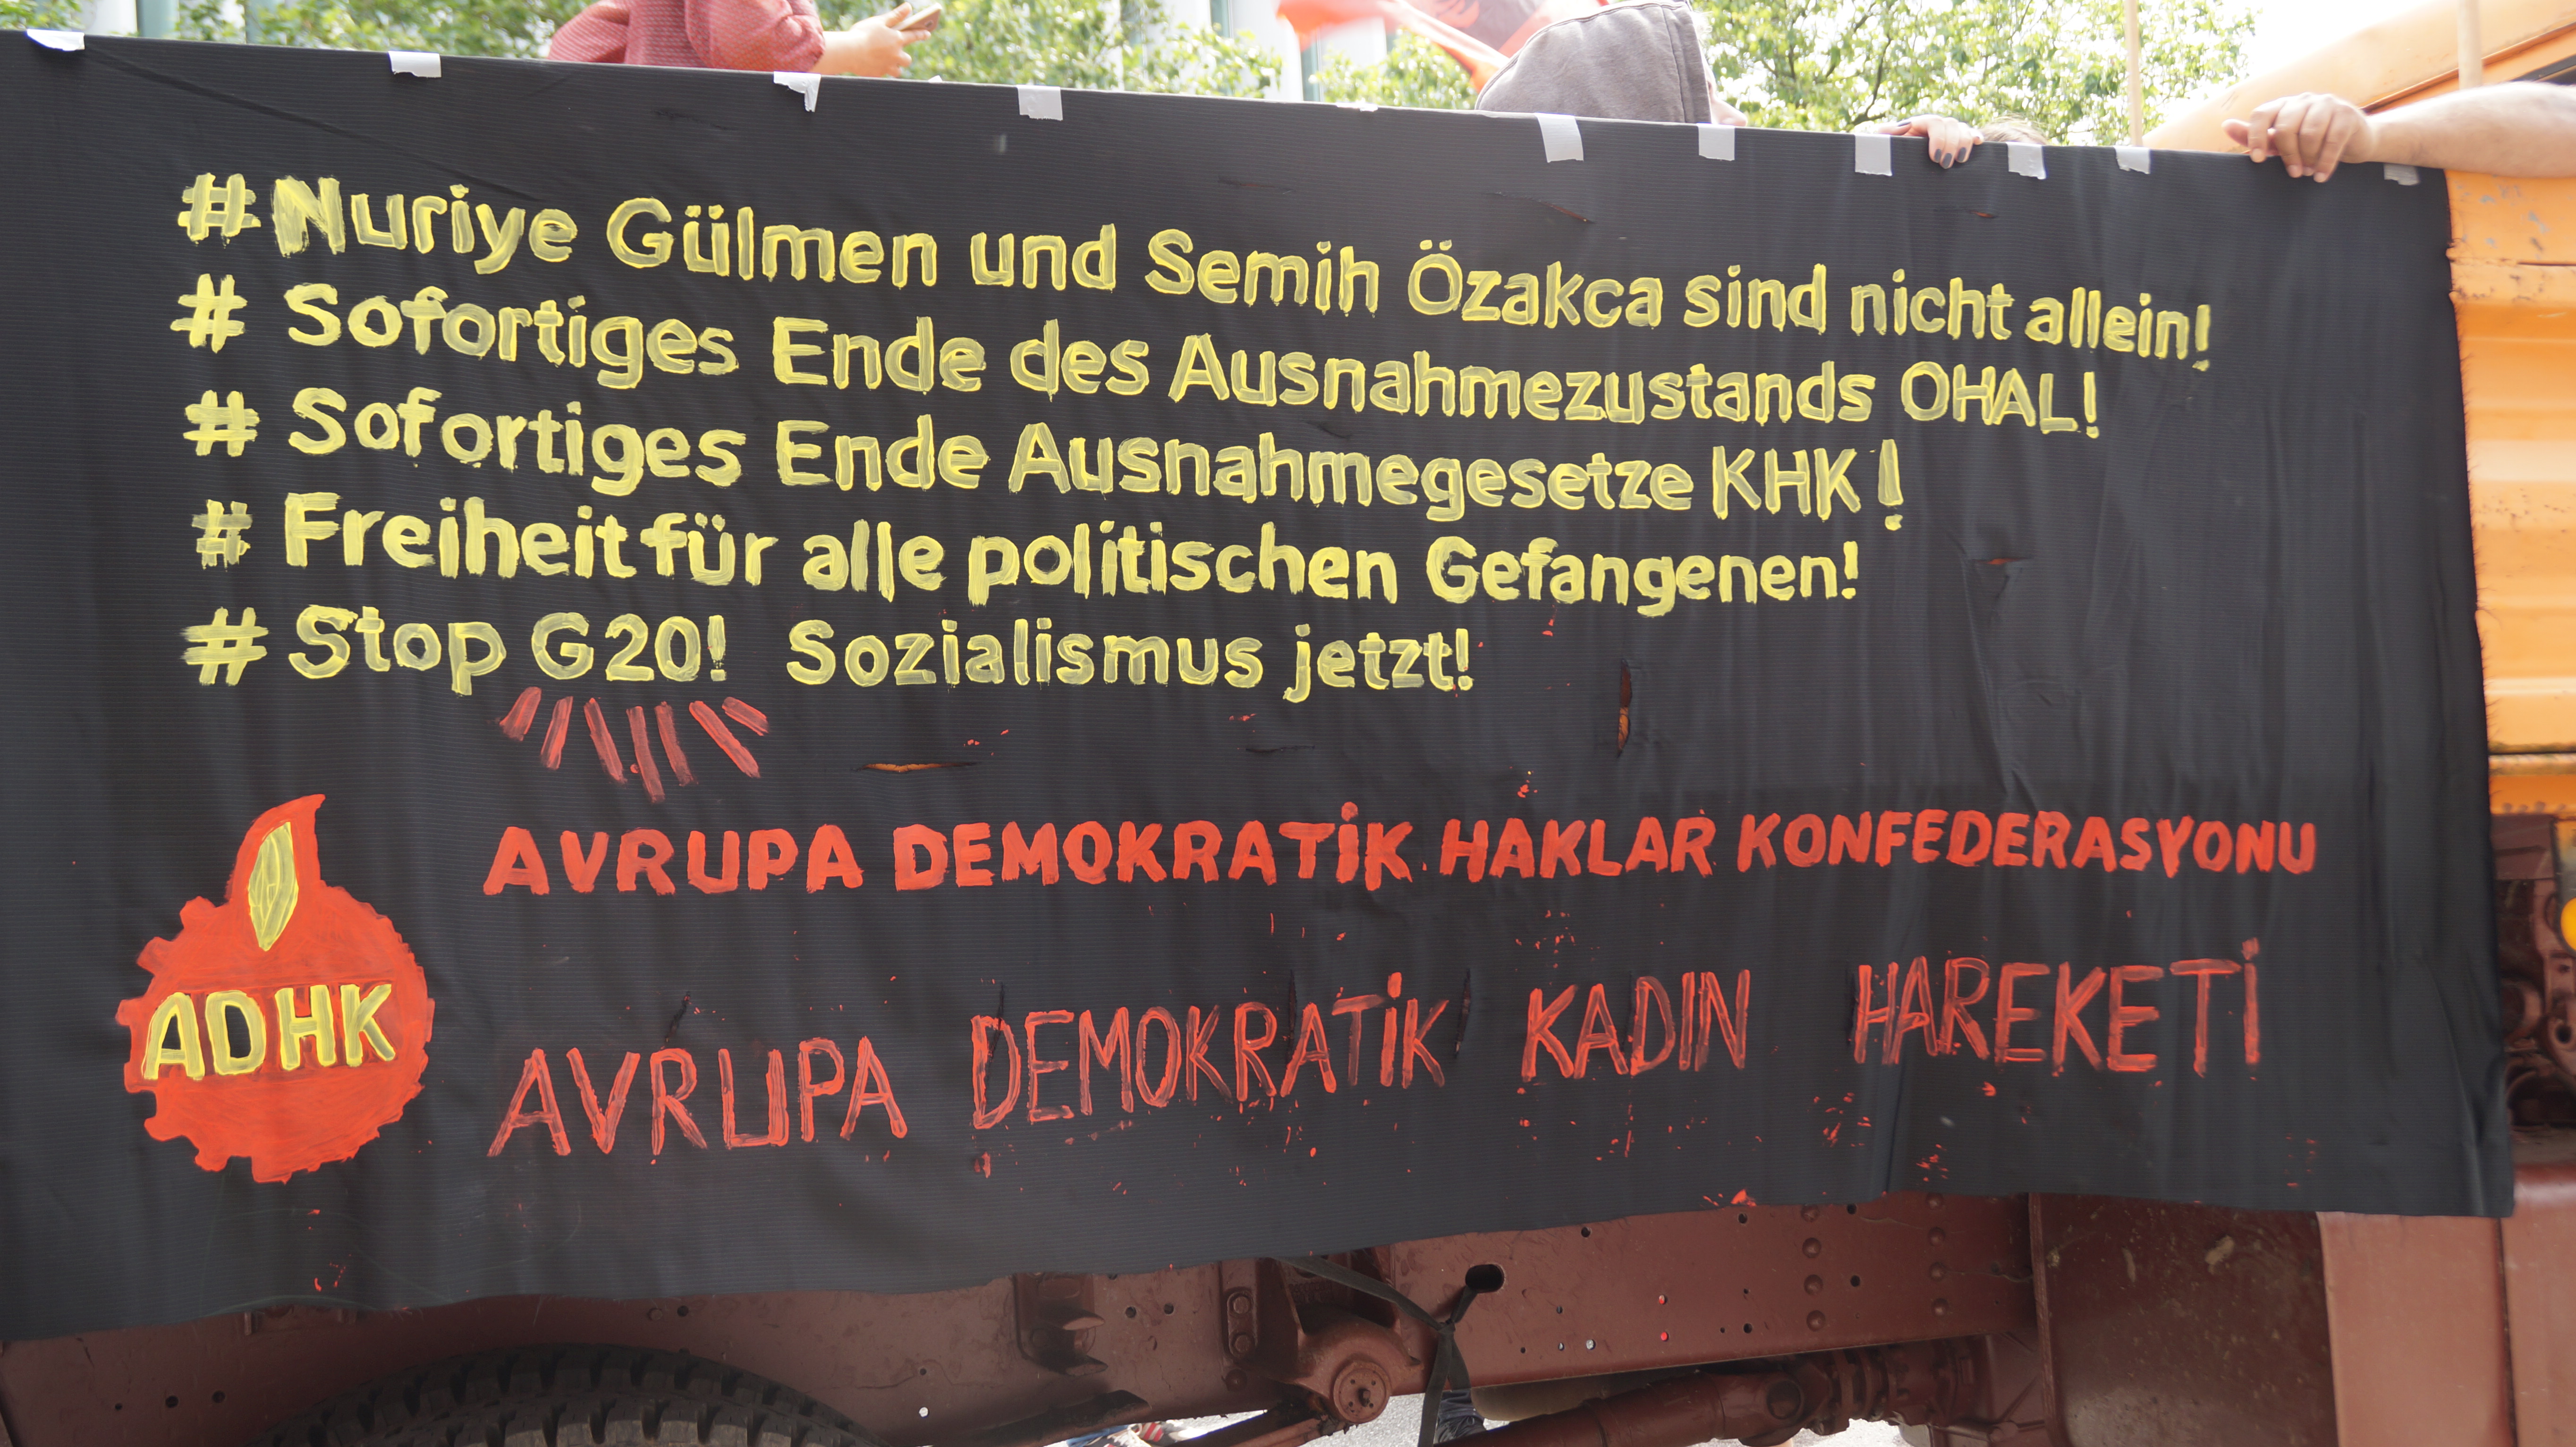 # Nuriye Gülmen und Semih Özakca sind nicht allein!
# Sofortiges Ende des Ausnahmezustands OHAL!
# Sofortiges Ende Ausnahmegesetze KHK!
# Freiheit für alle politischen Gefangenen!
# Stop G20! Sozialismus jetzt!
AVRUPA DEMOKRATİK HAKLAR KONFEDERASYONU
ADHK
AVRUPA DEMOKRATİK KADIN HAREKETİ